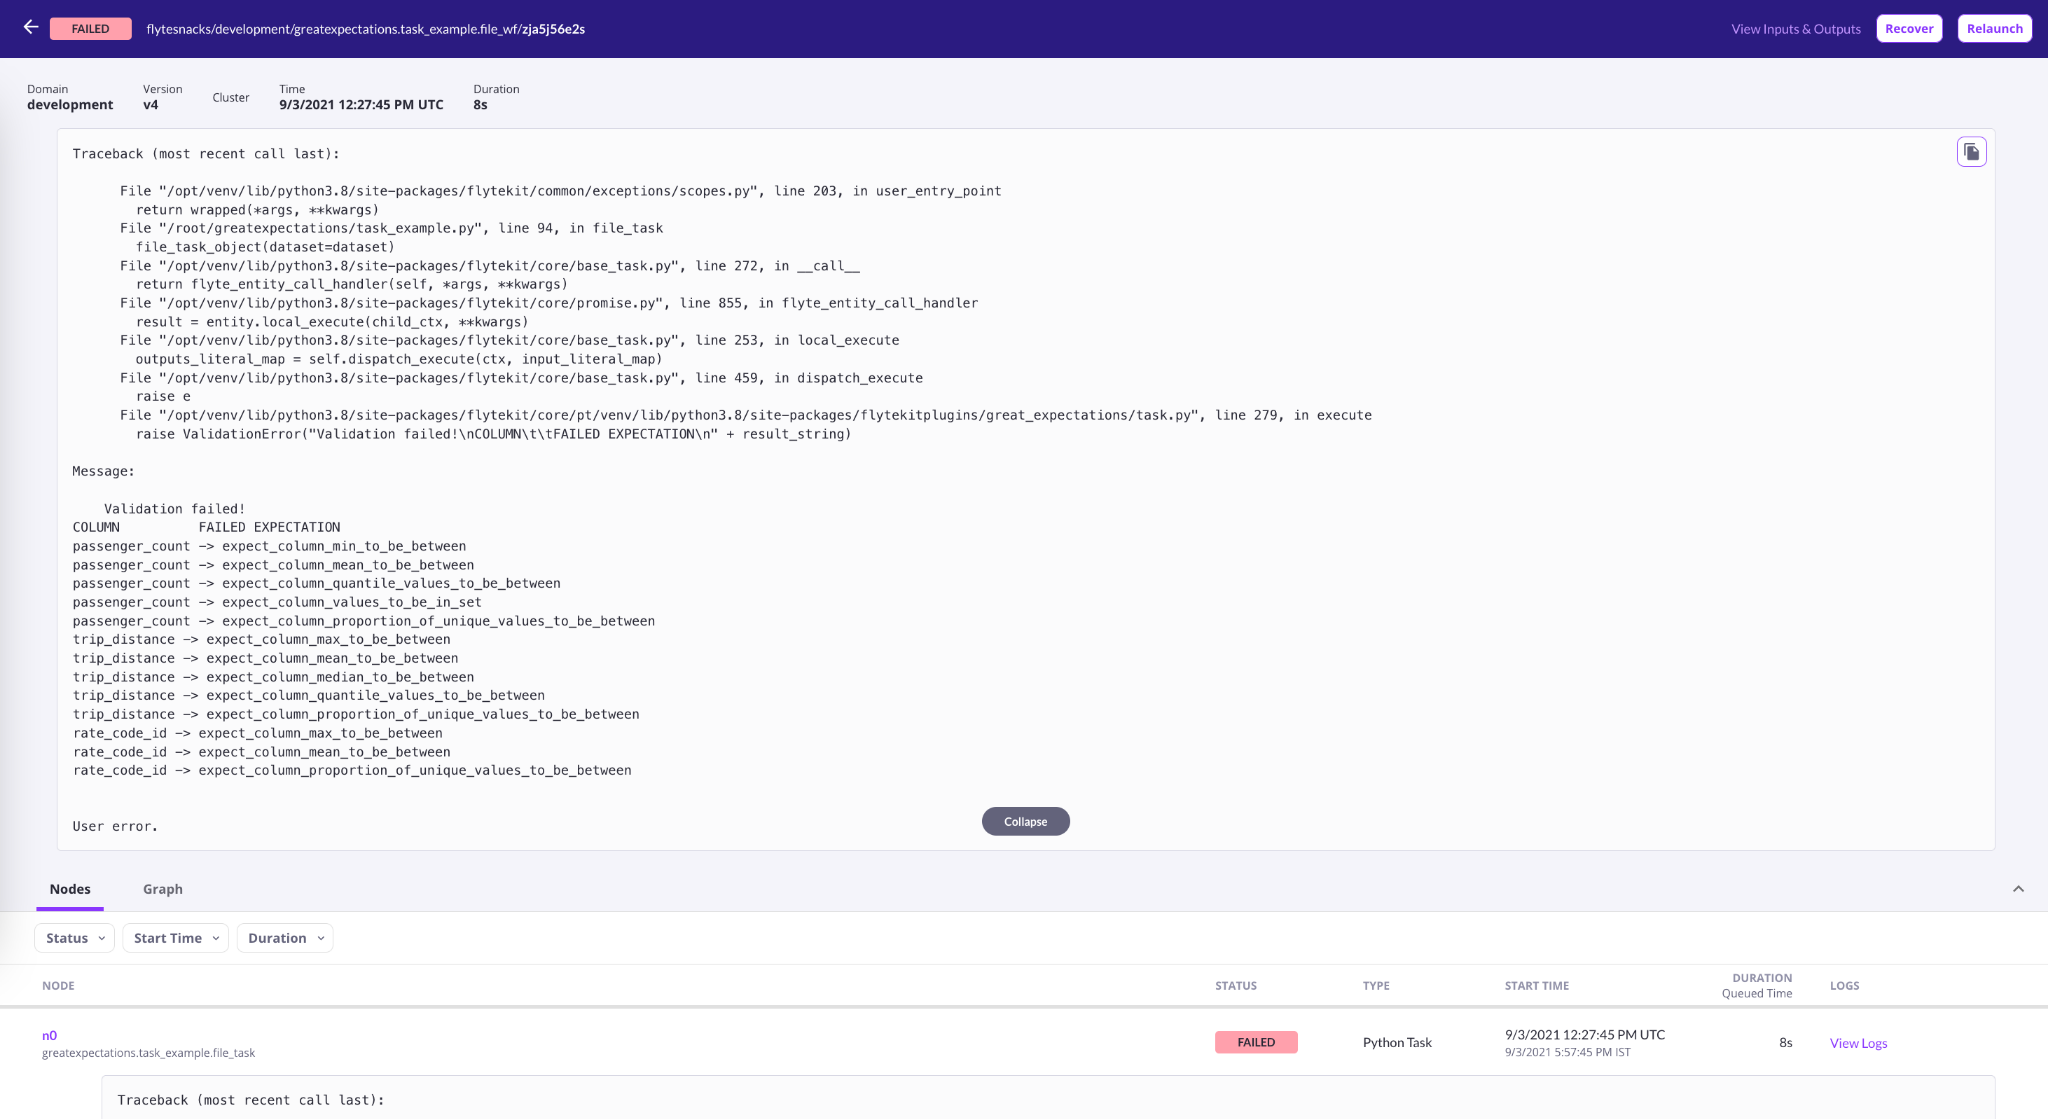 FAILED flytesnacks/development/greatexpectations.task_example.file_wf/zja5j56e2s View Inputs & Outputs Recover Relaunch
Domain Version Cluster Time Duration
development v4 9/3/2021 12:27:45 PM UTC 8s
Traceback (most recent call last):
File "/opt/venv/lib/python3.8/site-packages/flytekit/common/exceptions/scopes.py", line 203, in user_entry_point
return wrapped(*args, **kwargs)
File "/root/greatexpectations/task_example.py", line 94, in file_task
file_task_object(dataset=dataset)
File "/opt/venv/lib/python3.8/site-packages/flytekit/core/base_task.py", line 272, in __call__
return flyte_entity_call_handler(self, *args, **kwargs)
File "/opt/venv/lib/python3.8/site-packages/flytekit/core/promise.py", line 855, in flyte_entity_call_handler
result = entity.local_execute(child_ctx, **kwargs)
File "/opt/venv/lib/python3.8/site-packages/flytekit/core/base_task.py", line 253, in local_execute
outputs_literal_map = self.dispatch_execute(ctx, input_literal_map)
File "/opt/venv/lib/python3.8/site-packages/flytekit/core/base_task.py", line 459, in dispatch_execute
raise e
File "/opt/venv/lib/python3.8/site-packages/flytekit/core/pt/venv/lib/python3.8/site-packages/flytekitplugins/great_expectations/task.py", line 279, in execute
raise ValidationError("Validation failed!\nCOLUMN\t\tFAILED EXPECTATION\n" + result_string)
Message:
Validation failed!
COLUMN FAILED EXPECTATION
passenger_count -> expect_column_min_to_be_between
passenger_count -> expect_column_mean_to_be_between
passenger_count -> expect_column_quantile_values_to_be_between
passenger_count -> expect_column_values_to_be_in_set
passenger_count -> expect_column_proportion_of_unique_values_to_be_between
trip_distance -> expect_column_max_to_be_between
trip_distance -> expect_column_mean_to_be_between
trip_distance -> expect_column_median_to_be_between
trip_distance -> expect_column_quantile_values_to_be_between
trip_distance -> expect_column_proportion_of_unique_values_to_be_between
rate_code_id -> expect_column_max_to_be_between
rate_code_id -> expect_column_mean_to_be_between
rate_code_id -> expect_column_proportion_of_unique_values_to_be_between
User error.
Collapse
Nodes Graph
Status Start Time Duration
NODE STATUS TYPE START TIME DURATION LOGS
Queued Time
n0 FAILED Python Task 9/3/2021 12:27:45 PM UTC 8s View Logs
greatexpectations.task_example.file_task 9/3/2021 5:57:45 PM IST
Traceback (most recent call last):